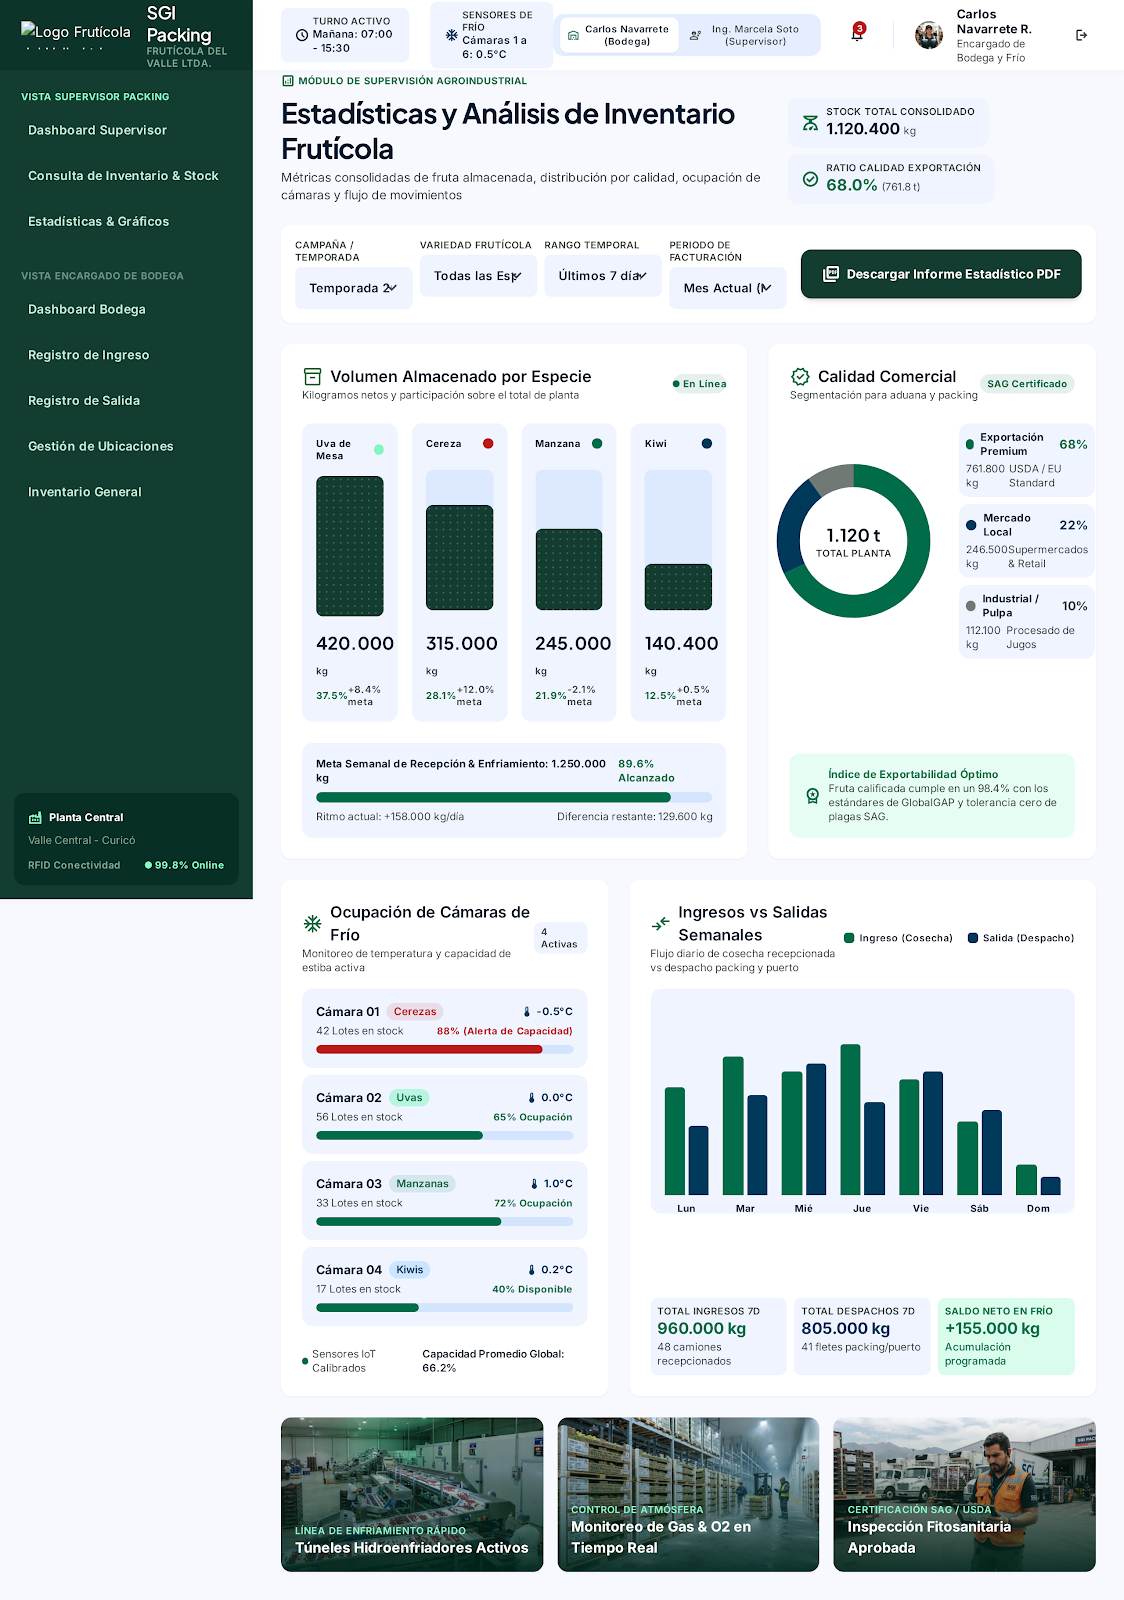 Logo Frutícola
SGI
Packing
FRUTÍCOLA DEL
VALLE LTDA.
VISTA SUPERVISOR PACKING
Dashboard Supervisor
Consulta de Inventario & Stock
Estadísticas & Gráficos
VISTA ENCARGADO DE BODEGA
Dashboard Bodega
Registro de Ingreso
Registro de Salida
Gestión de Ubicaciones
Inventario General
Planta Central
Valle Central - Curicó
RFID Conectividad
99.8% Online
TURNO ACTIVO
Mañana: 07:00
- 15:30
SENSORES DE
FRÍO
Cámaras 1 a
6: 0.5°C
Carlos Navarrete
(Bodega)
Ing. Marcela Soto
(Supervisor)
3
Carlos
Navarrete R.
Encargado de
Bodega y Frío
MÓDULO DE SUPERVISIÓN AGROINDUSTRIAL
Estadísticas y Análisis de Inventario
Frutícola
Métricas consolidadas de fruta almacenada, distribución por calidad, ocupación de
cámaras y flujo de movimientos
STOCK TOTAL CONSOLIDADO
1.120.400 kg
RATIO CALIDAD EXPORTACIÓN
68.0% (761.8 t)
CAMPAÑA /
TEMPORADA
Temporada 2
VARIEDAD FRUTÍCOLA
Todas las Esp
RANGO TEMPORAL
Últimos 7 día
PERIODO DE
FACTURACIÓN
Mes Actual (
PDF
Descargar Informe Estadístico PDF
Volumen Almacenado por Especie
Kilogramos netos y participación sobre el total de planta
En Línea
Uva de
Mesa
420.000
kg
37.5%
+8.4%
meta
Cereza
315.000
kg
28.1%
+12.0%
meta
Manzana
245.000
kg
21.9%
-2.1%
meta
Kiwi
140.400
kg
12.5%
+0.5%
meta
Meta Semanal de Recepción & Enfriamiento: 1.250.000
kg
89.6%
Alcanzado
Ritmo actual: +158.000 kg/día
Diferencia restante: 129.600 kg
Calidad Comercial
Segmentación para aduana y packing
SAG Certificado
1.120 t
TOTAL PLANTA
Exportación
Premium
68%
761.800
kg
USDA / EU
Standard
Mercado
Local
22%
246.500
kg
Supermercados
& Retail
Industrial /
Pulpa
10%
112.100
kg
Procesado de
Jugos
Índice de Exportabilidad Óptimo
Fruta calificada cumple en un 98.4% con los
estándares de GlobalGAP y tolerancia cero de
plagas SAG.
Ocupación de Cámaras de
Frío
Monitoreo de temperatura y capacidad de
estiba activa
4
Activas
Cámara 01 Cerezas -0.5°C
42 Lotes en stock 88% (Alerta de Capacidad)
Cámara 02 Uvas 0.0°C
56 Lotes en stock 65% Ocupación
Cámara 03 Manzanas 1.0°C
33 Lotes en stock 72% Ocupación
Cámara 04 Kiwis 0.2°C
17 Lotes en stock 40% Disponible
Sensores IoT
Calibrados
Capacidad Promedio Global:
66.2%
Ingresos vs Salidas
Semanales
Flujo diario de cosecha recepcionada
vs despacho packing y puerto
Ingreso (Cosecha)
Salida (Despacho)
Lun Mar Mié Jue Vie Sáb Dom
TOTAL INGRESOS 7D
960.000 kg
48 camiones
recepcionados
TOTAL DESPACHOS 7D
805.000 kg
41 fletes packing/puerto
SALDO NETO EN FRÍO
+155.000 kg
Acumulación
programada
LÍNEA DE ENFRIAMIENTO RÁPIDO
Túneles Hidroenfriadores Activos
CONTROL DE ATMÓSFERA
Monitoreo de Gas & O2 en
Tiempo Real
CERTIFICACIÓN SAG / USDA
Inspección Fitosanitaria
Aprobada